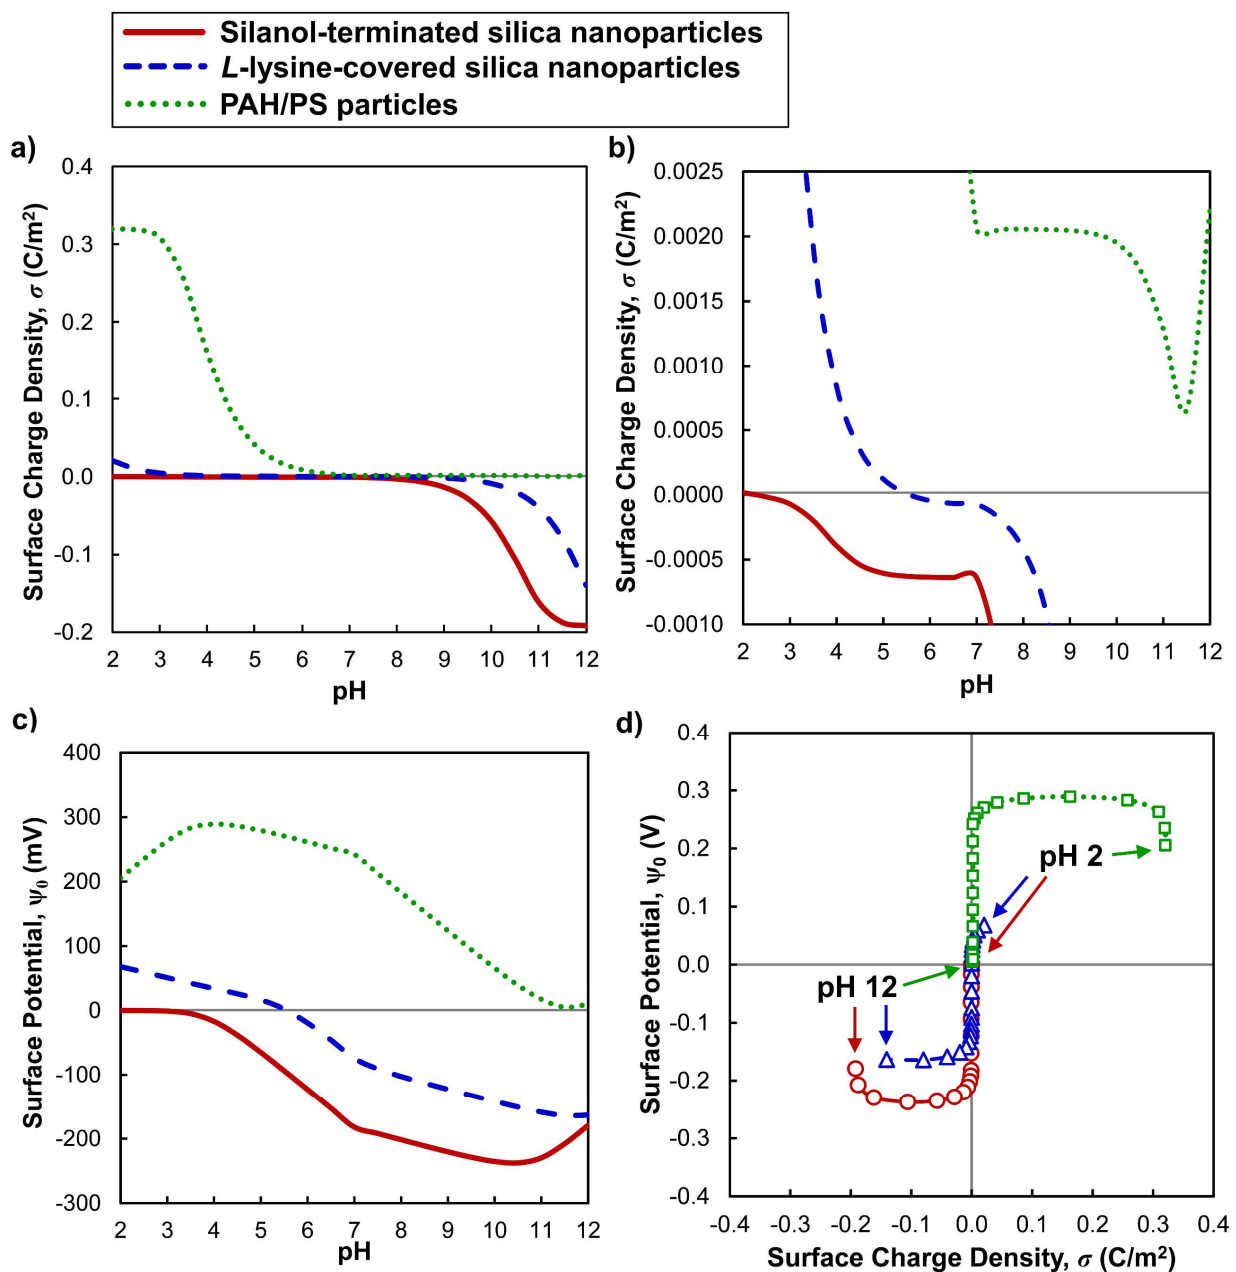 Silanol-terminated silica nanoparticles
L-lysine-covered silica nanoparticles
PAH/PS particles
a)
Surface Charge Density, σ (C/m²)
0.4
0.3
0.2
0.1
0.0
-0.1
-0.2
2 3 4 5 6 7 8 9 10 11 12
pH
b)
Surface Charge Density, σ (C/m²)
0.0025
0.0020
0.0015
0.0010
0.0005
0.0000
-0.0005
-0.0010
2 3 4 5 6 7 8 9 10 11 12
pH
c)
Surface Potential, ψ₀ (mV)
400
300
200
100
0
-100
-200
-300
2 3 4 5 6 7 8 9 10 11 12
pH
d)
Surface Potential, ψ₀ (V)
0.4
0.3
0.2
0.1
0.0
-0.1
-0.2
-0.3
-0.4
pH 2
pH 12
-0.4 -0.3 -0.2 -0.1 0.0 0.1 0.2 0.3 0.4
Surface Charge Density, σ (C/m²)